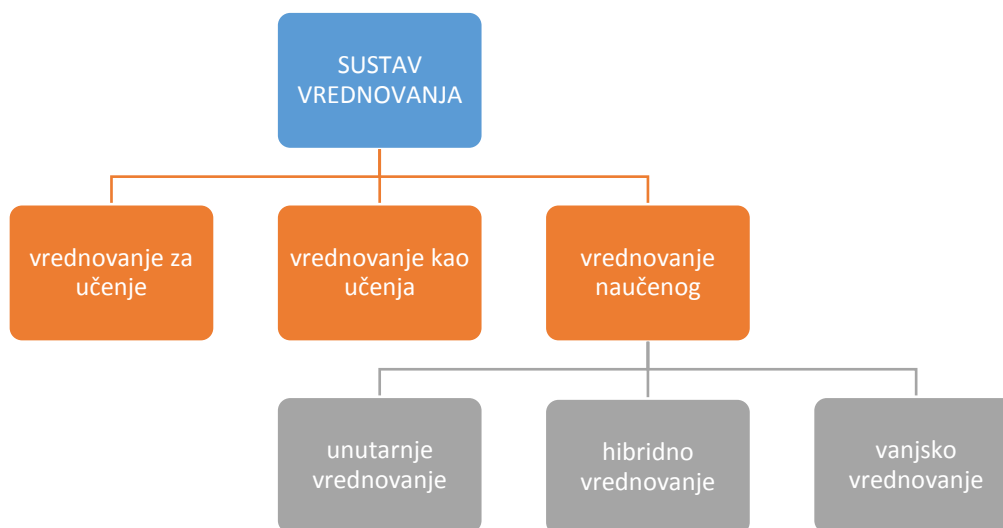 SUSTAV
VREDNOVANJA
vrednovanje za
učenje
vrednovanje kao
učenja
vrednovanje
naučenog
unutarnje
vrednovanje
hibridno
vrednovanje
vanjsko
vrednovanje